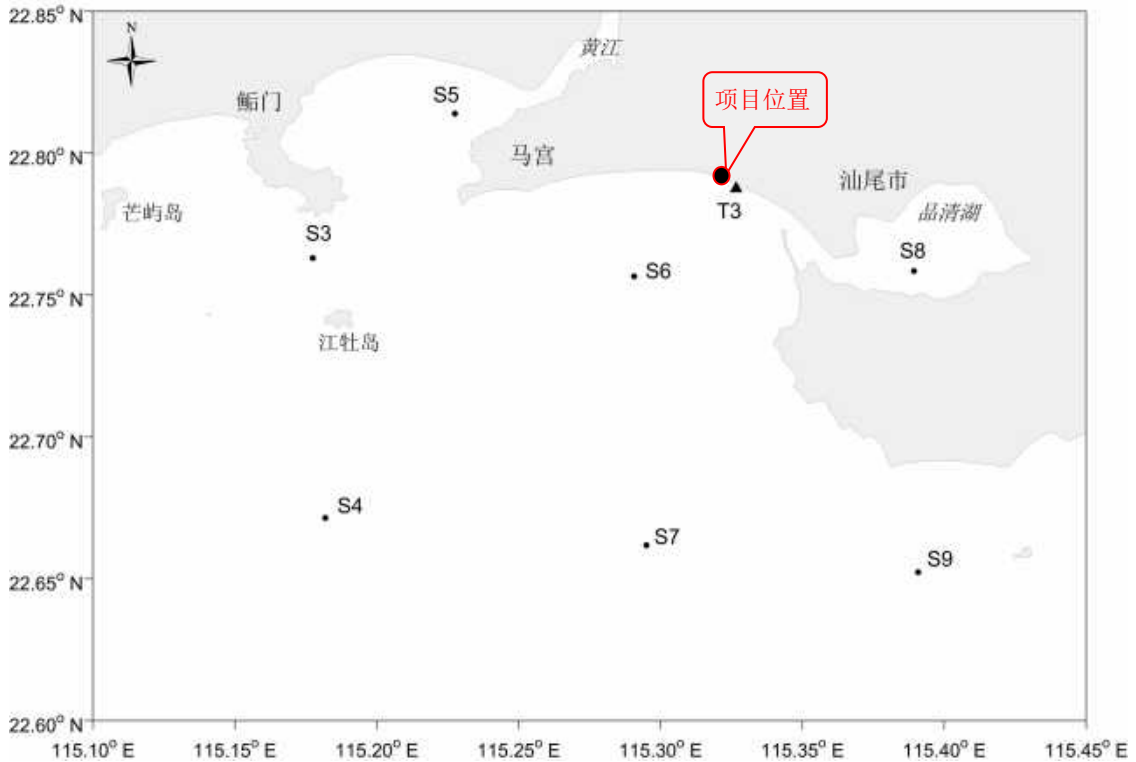 22.85° N
N
黄江
S5
鲘门
项目位置
22.80° N
马宫
汕尾市
芒屿岛
T3
品清湖
S3
S8
S6
22.75° N
江牡岛
22.70° N
S4
S7
S9
22.65° N
22.60° N
115.10° E 115.15° E 115.20° E 115.25° E 115.30° E 115.35° E 115.40° E 115.45° E